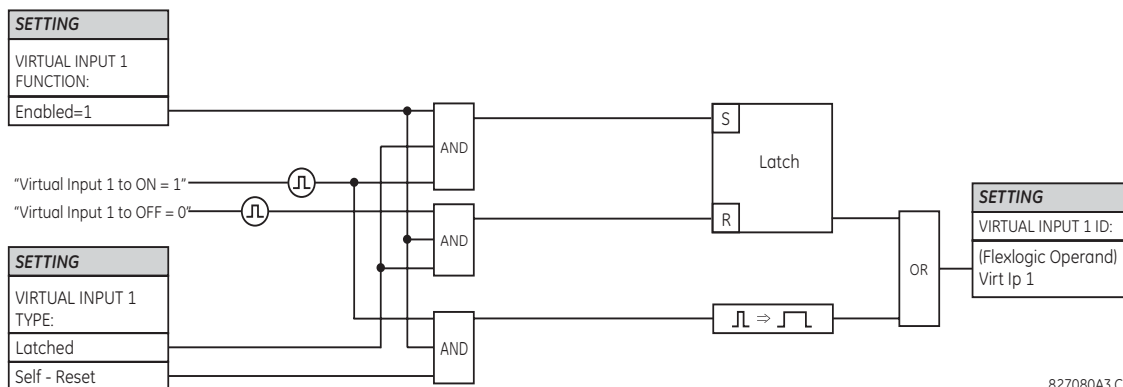 SETTING
VIRTUAL INPUT 1
FUNCTION:
Enabled=1
"Virtual Input 1 to ON = 1"
"Virtual Input 1 to OFF = 0"
SETTING
VIRTUAL INPUT 1
TYPE:
Latched
Self - Reset
AND
AND
AND
S
Latch
R
OR
SETTING
VIRTUAL INPUT 1 ID:
(Flexlogic Operand)
Virt Ip 1